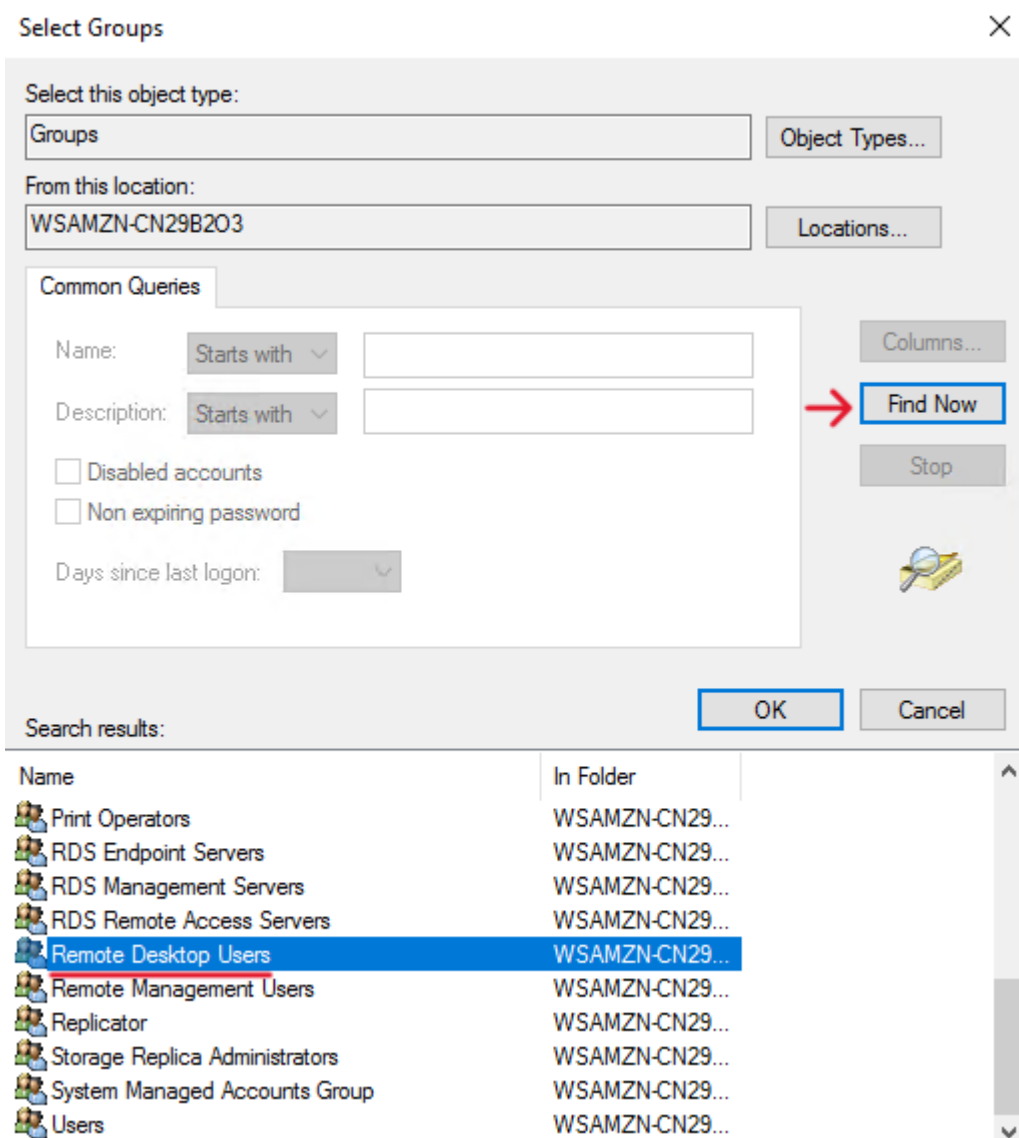 Select Groups
Select this object type:
Groups
Object Types...
From this location:
WSAMZN-CN29B2O3
Locations...
Common Queries
Name:
Starts with
Columns...
Description:
Starts with
Find Now
Disabled accounts
Stop
Non expiring password
Days since last logon:
OK
Cancel
Search results:
Name In Folder
Print Operators WSAMZN-CN29...
RDS Endpoint Servers WSAMZN-CN29...
RDS Management Servers WSAMZN-CN29...
RDS Remote Access Servers WSAMZN-CN29...
Remote Desktop Users WSAMZN-CN29...
Remote Management Users WSAMZN-CN29...
Replicator WSAMZN-CN29...
Storage Replica Administrators WSAMZN-CN29...
System Managed Accounts Group WSAMZN-CN29...
Users WSAMZN-CN29...